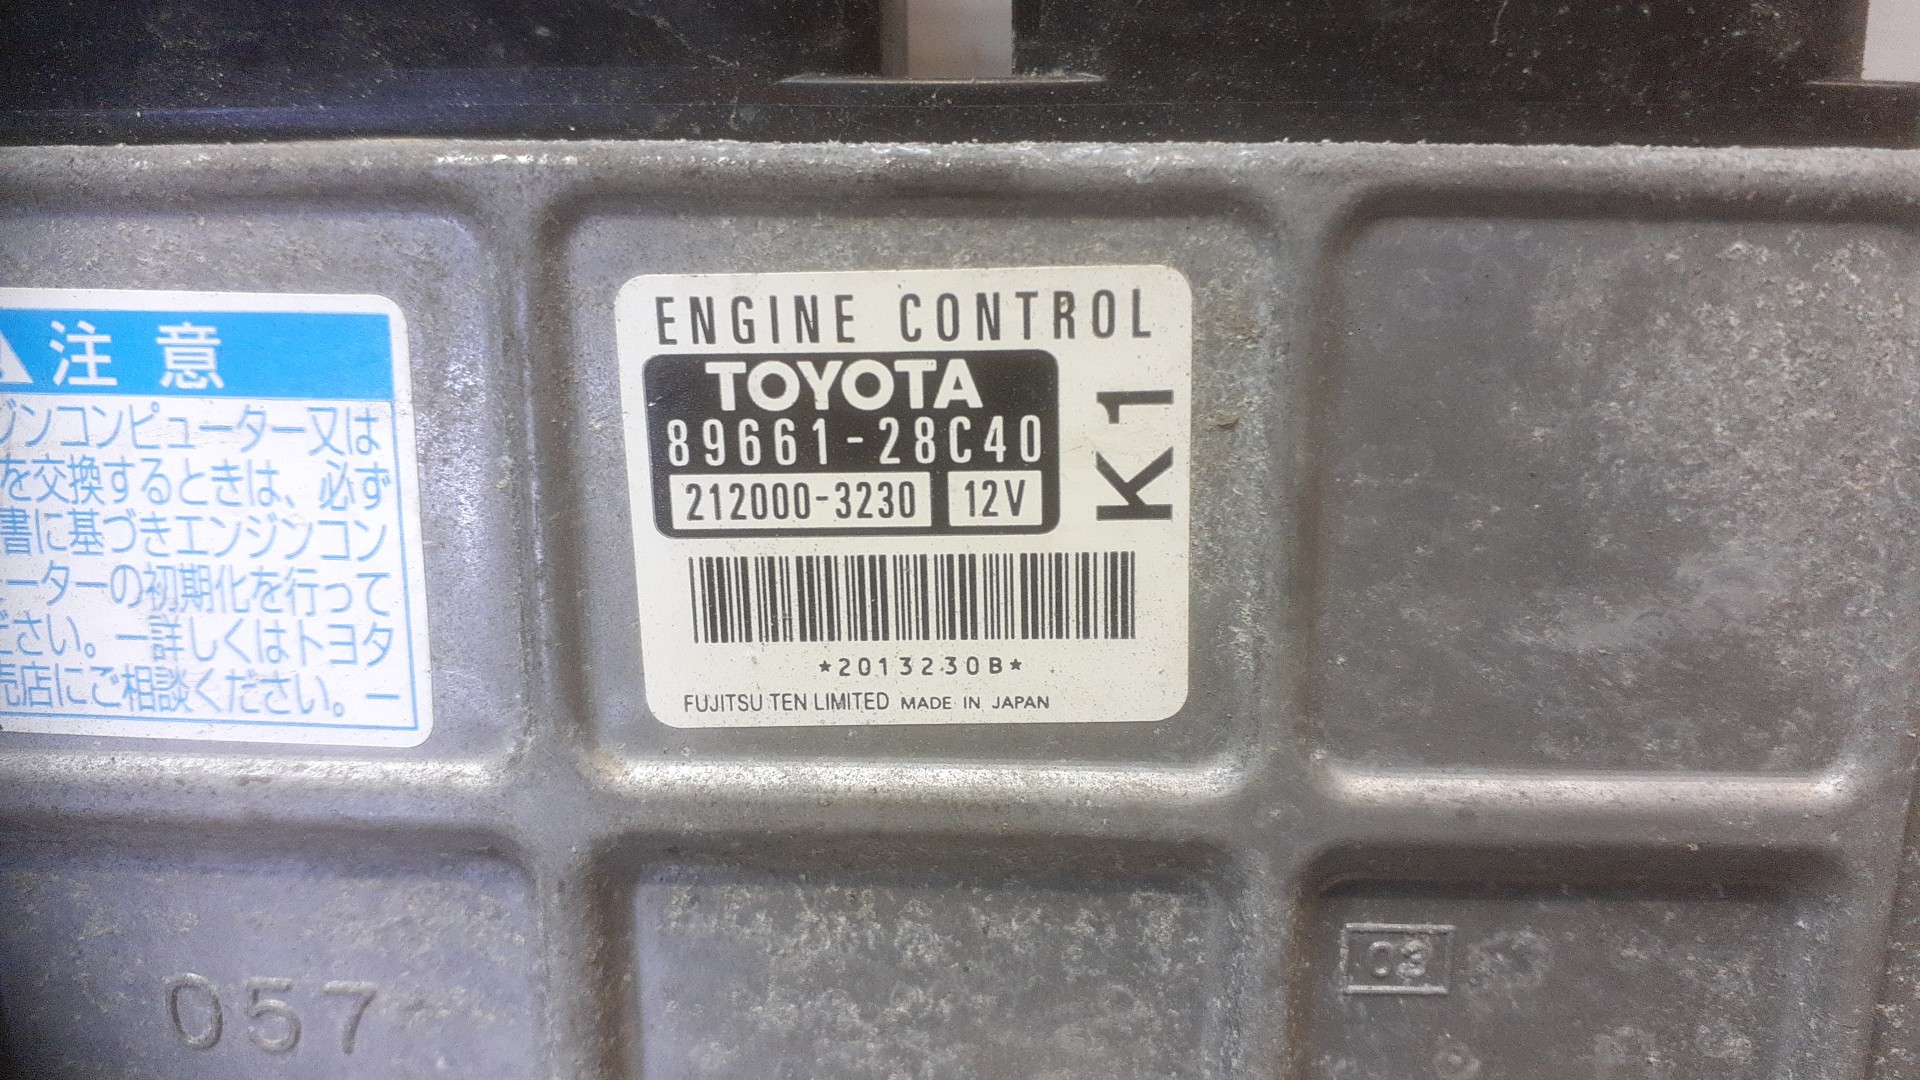 注意
ジンコンピューター又は
を交換するときは、必ず
書に基づきエンジンコン
ーターの初期化を行って
ださい。ー詳しくはトヨタ
売店にご相談ください。ー
ENGINE CONTROL
TOYOTA
89661-28C40
212000-3230 12V
K1
*2013230B*
FUJITSU TEN LIMITED MADE IN JAPAN
057
03